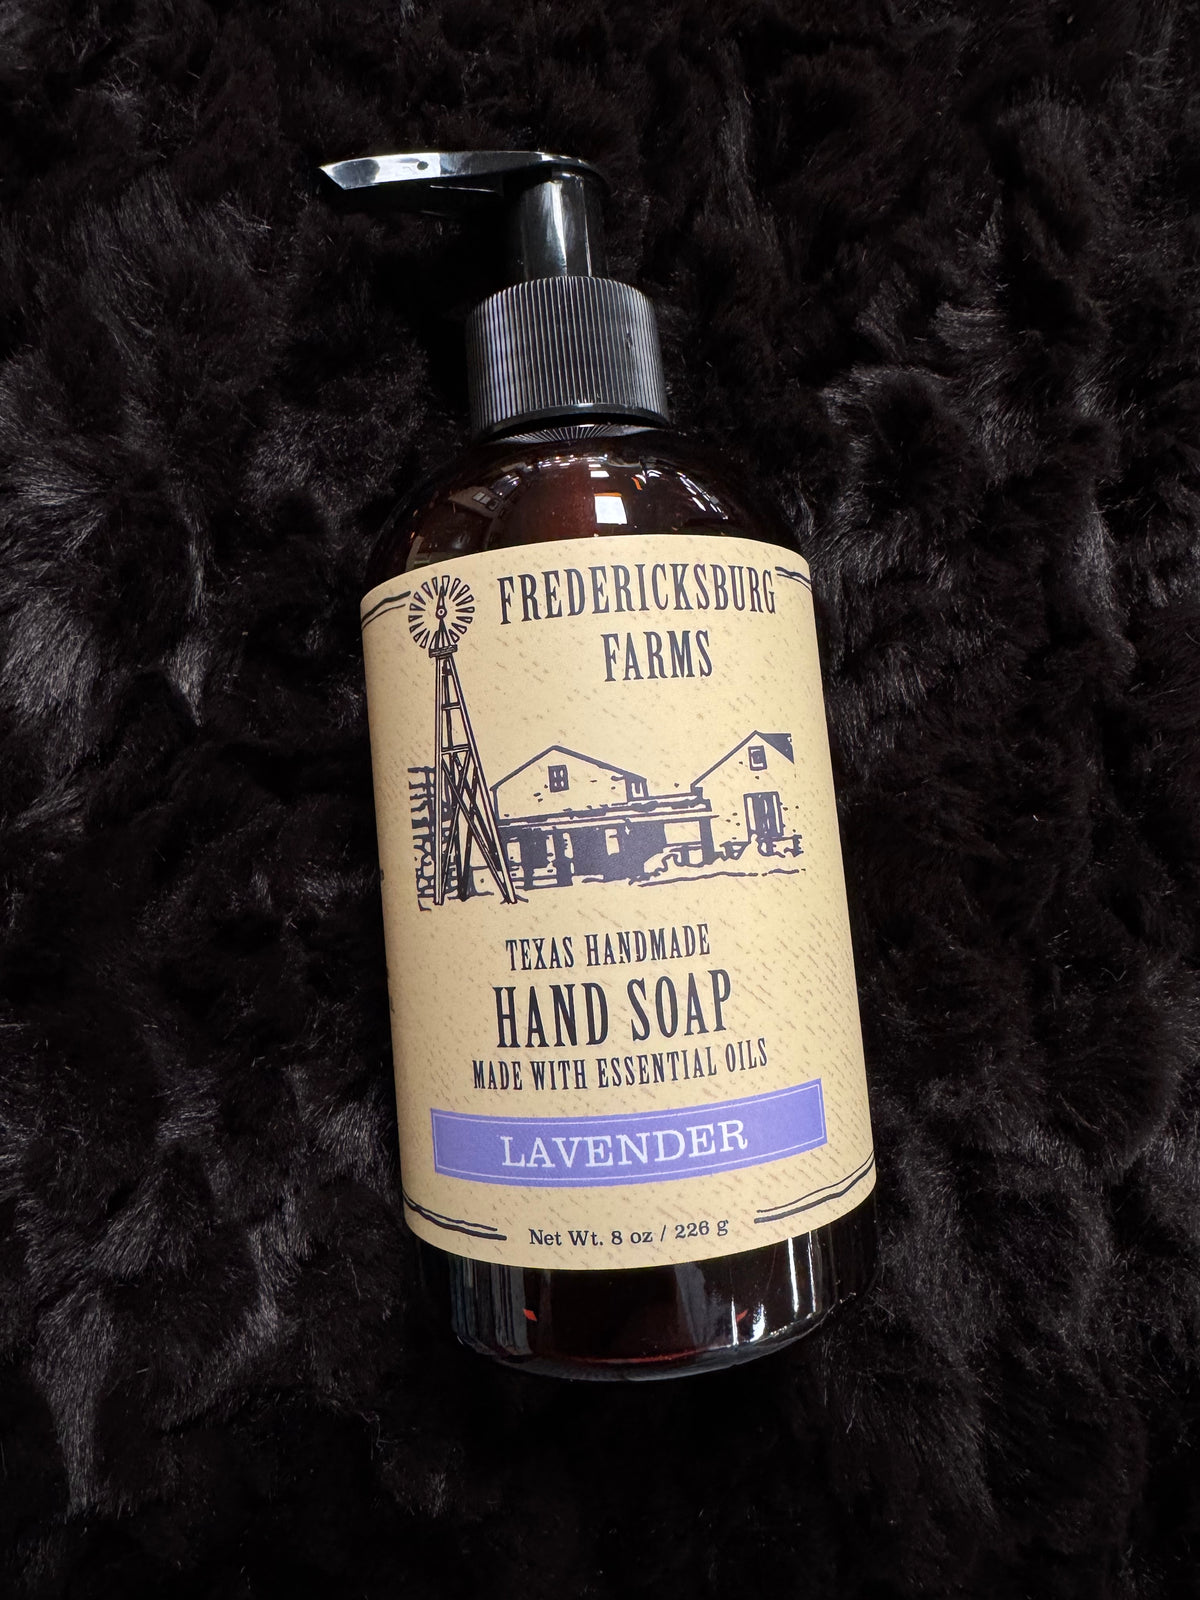 FREDERICKSBURG
FARMS
TEXAS HANDMADE
HAND SOAP
MADE WITH ESSENTIAL OILS
LAVENDER
Net Wt. 8 oz / 226 g